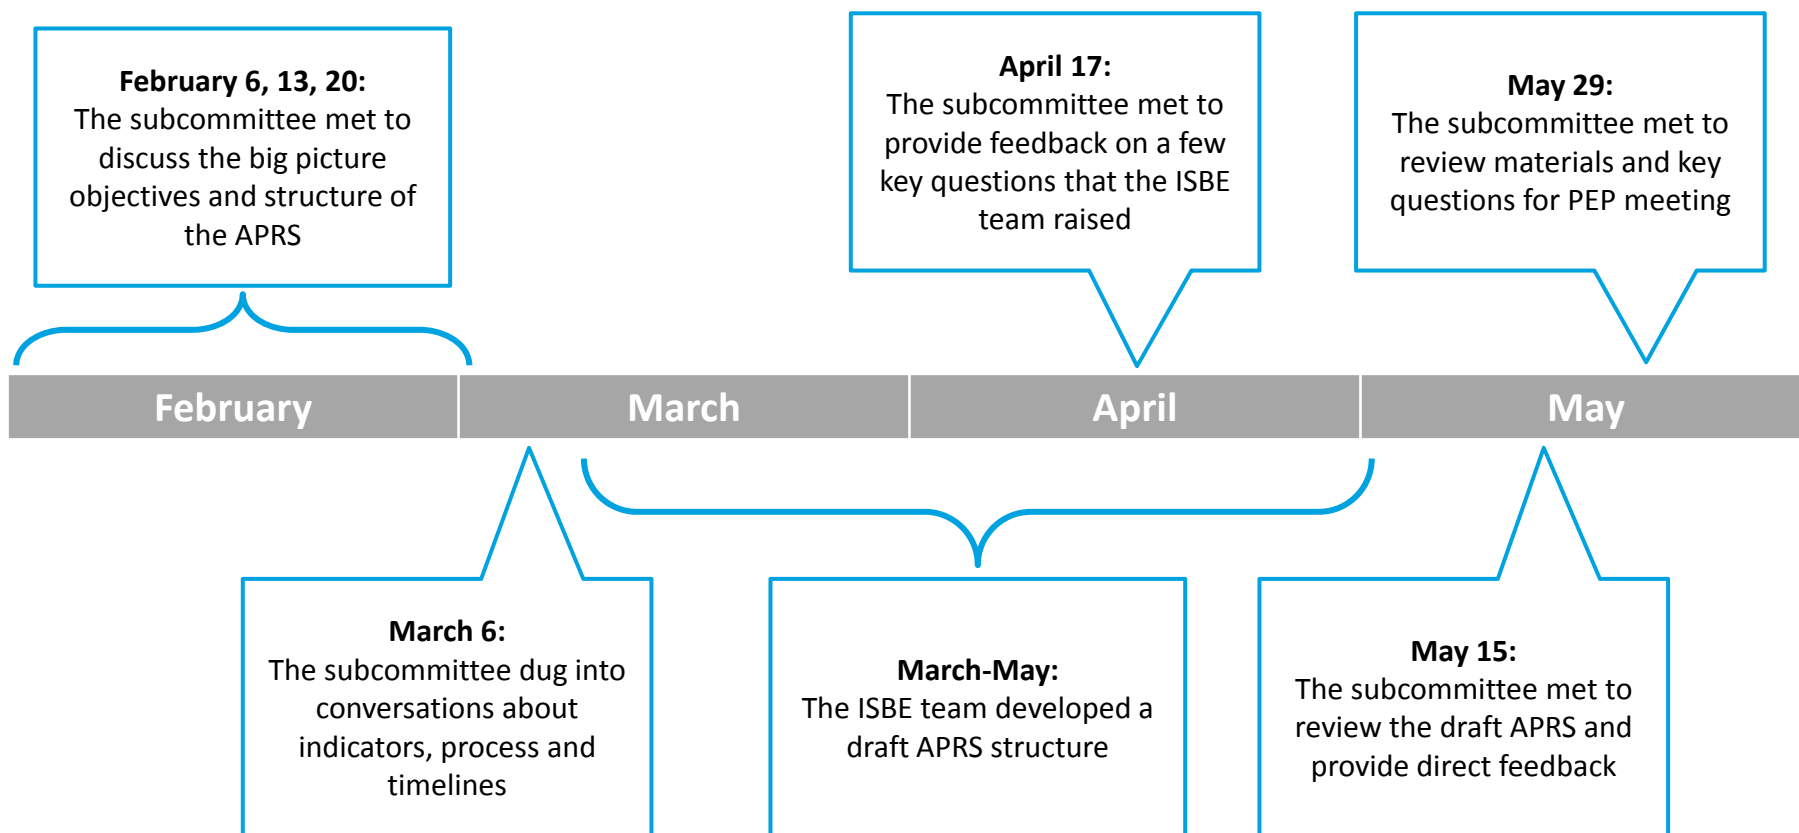 February 6, 13, 20:
The subcommittee met to
discuss the big picture
objectives and structure of
the APRS
April 17:
The subcommittee met to
provide feedback on a few
key questions that the ISBE
team raised
May 29:
The subcommittee met to
review materials and key
questions for PEP meeting
February
March
April
May
March 6:
The subcommittee dug into
conversations about
indicators, process and
timelines
March-May:
The ISBE team developed a
draft APRS structure
May 15:
The subcommittee met to
review the draft APRS and
provide direct feedback